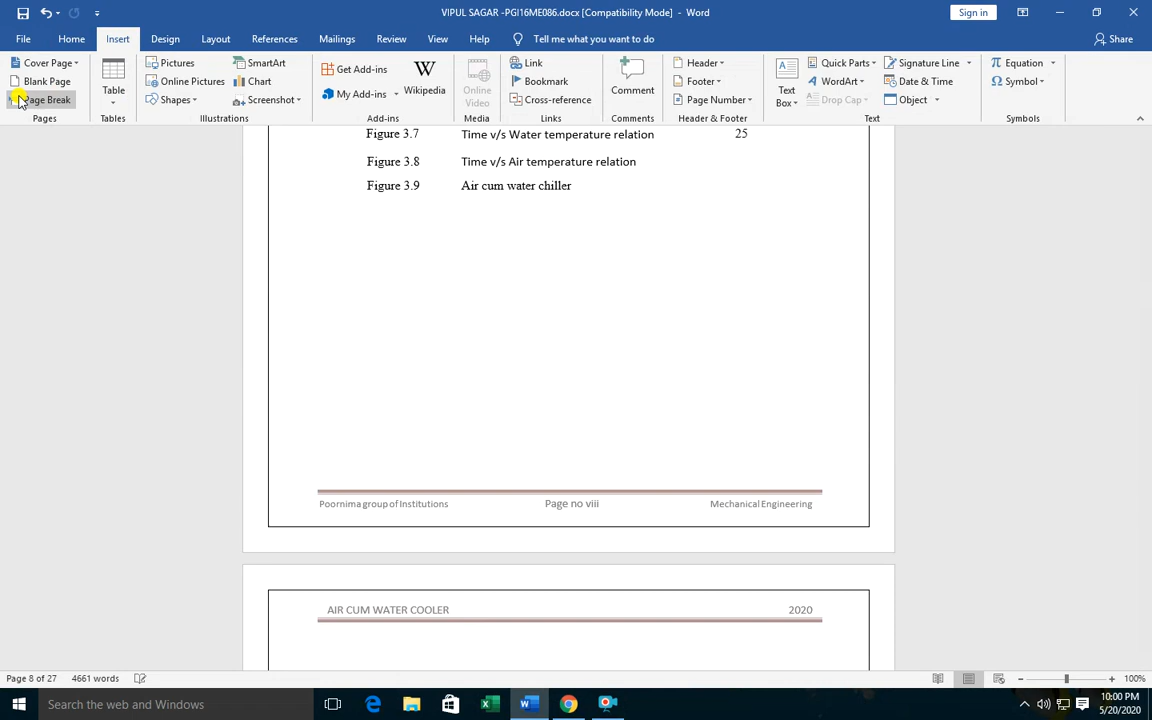 VIPUL SAGAR -PGI16ME086.docx [Compatibility Mode] - Word
Sign in
File Home Insert Design Layout References Mailings Review View Help Tell me what you want to do Share
Cover Page
Blank Page
Page Break
Pages
Table
Tables
Pictures
Online Pictures
Shapes
SmartArt
Chart
Screenshot
Illustrations
Get Add-ins
My Add-ins
Wikipedia
Add-ins
Online
Video
Media
Link
Bookmark
Cross-reference
Links
Comment
Comments
Header
Footer
Page Number
Header & Footer
Text
Box
Quick Parts
WordArt
Drop Cap
Signature Line
Date & Time
Object
Text
Equation
Symbol
Symbols
Figure 3.7 Time v/s Water temperature relation 25
Figure 3.8 Time v/s Air temperature relation
Figure 3.9 Air cum water chiller
Poornima group of Institutions Page no viii Mechanical Engineering
AIR CUM WATER COOLER 2020
Page 8 of 27 4661 words 100%
Search the web and Windows
10:00 PM
5/20/2020